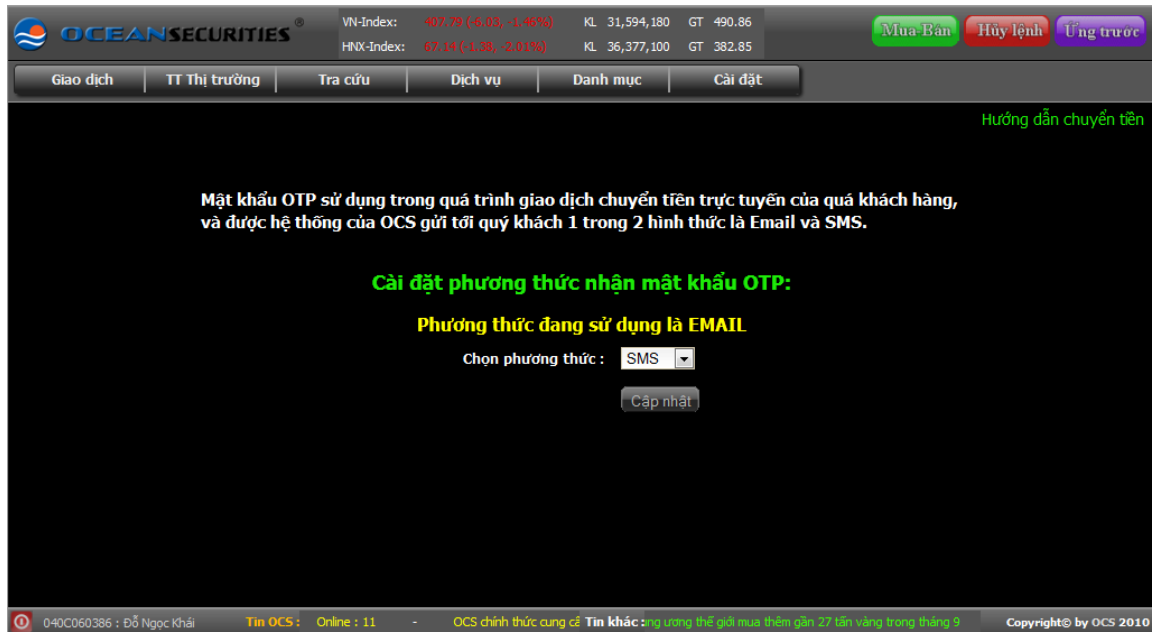 OCEANSECURITIES®
VN-Index: 407.79 (-6.03, -1.46%) KL 31,594,180 GT 490.86
HNX-Index: 67.14 (-1.38, -2.01%) KL 36,377,100 GT 382.85
Mua-Bán Hủy lệnh Ứng trước
Giao dịch TT Thị trường Tra cứu Dịch vụ Danh mục Cài đặt
Hướng dẫn chuyển tiền
Mật khẩu OTP sử dụng trong quá trình giao dịch chuyển tiền trực tuyến của quá khách hàng,
và được hệ thống của OCS gửi tới quý khách 1 trong 2 hình thức là Email và SMS.
Cài đặt phương thức nhận mật khẩu OTP:
Phương thức đang sử dụng là EMAIL
Chọn phương thức : SMS
Cập nhật
040C060386 : Đỗ Ngọc Khải Tin OCS : Online : 11 - OCS chính thức cung cấ Tin khác : ng ương thế giới mua thêm gần 27 tấn vàng trong tháng 9 Copyright© by OCS 2010